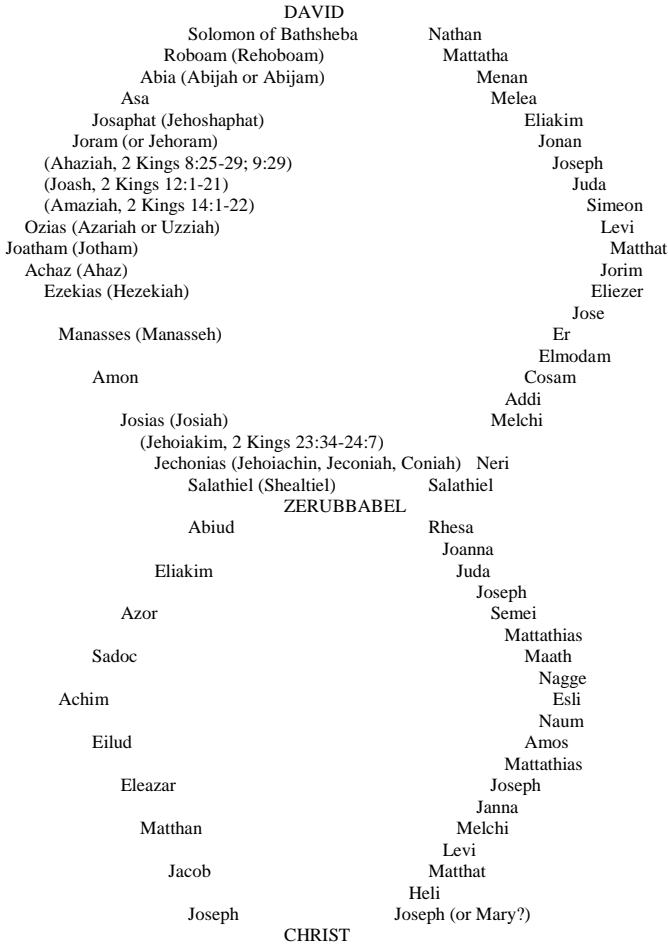 DAVID
Solomon of Bathsheba Nathan
Roboam (Rehoboam) Mattatha
Abia (Abijah or Abijam) Menan
Asa Melea
Josaphat (Jehoshaphat) Eliakim
Joram (or Jehoram) Jonan
(Ahaziah, 2 Kings 8:25-29; 9:29) Joseph
(Joash, 2 Kings 12:1-21) Juda
(Amaziah, 2 Kings 14:1-22) Simeon
Ozias (Azariah or Uzziah) Levi
Joatham (Jotham) Matthat
Achaz (Ahaz) Jorim
Ezekias (Hezekiah) Eliezer
Jose
Manasses (Manasseh) Er
Elmodam
Amon Cosam
Addi
Josias (Josiah) Melchi
(Jehoiakim, 2 Kings 23:34-24:7)
Jechonias (Jehoiachin, Jeconiah, Coniah) Neri
Salathiel (Shealtiel) Salathiel
ZERUBBABEL
Abiud Rhesa
Joanna
Eliakim Juda
Joseph
Azor Semei
Mattathias
Sadoc Maath
Nagge
Achim Esli
Naum
Eilud Amos
Mattathias
Eleazar Joseph
Janna
Matthan Melchi
Levi
Jacob Matthat
Heli
Joseph Joseph (or Mary?)
CHRIST